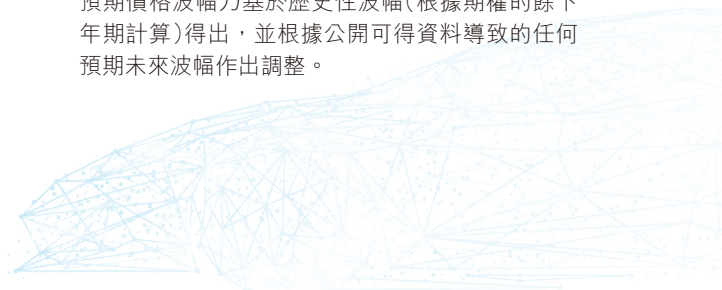 預期價格波幅乃基於歷史性波幅(根據期權的餘下
年期計算)得出，並根據公開可得資料導致的任何
預期未來波幅作出調整。